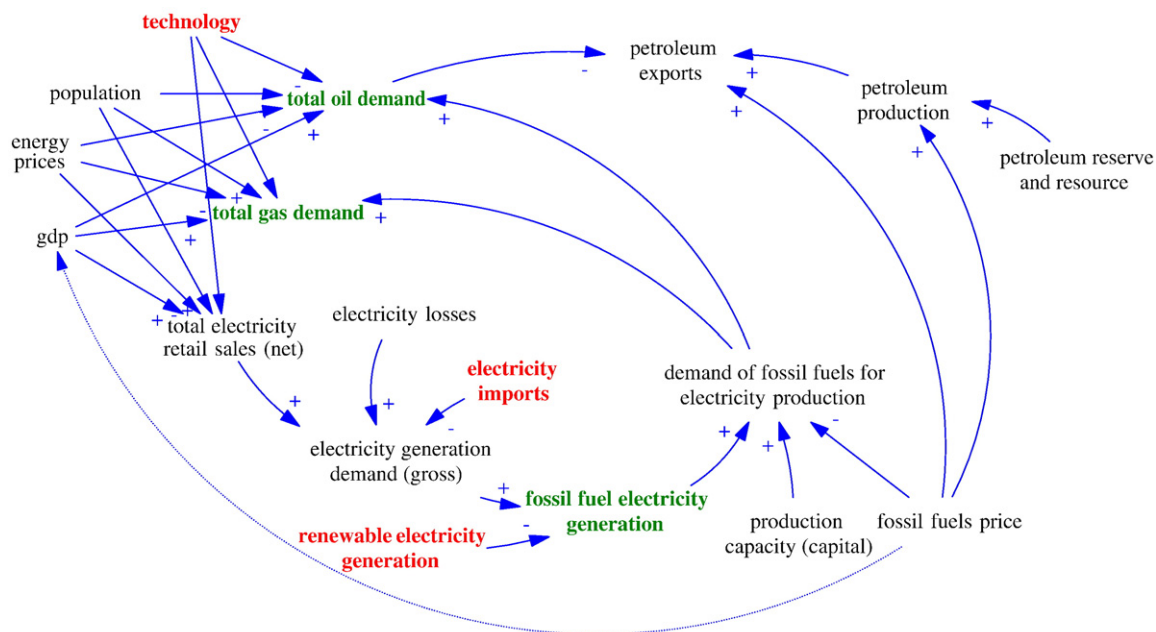 technology
petroleum
exports
population
total oil demand
petroleum
production
energy
prices
petroleum reserve
and resource
total gas demand
gdp
electricity losses
total electricity
retail sales (net)
electricity
imports
demand of fossil fuels for
electricity production
electricity generation
demand (gross)
fossil fuel electricity
generation
renewable electricity
generation
production
capacity (capital)
fossil fuels price